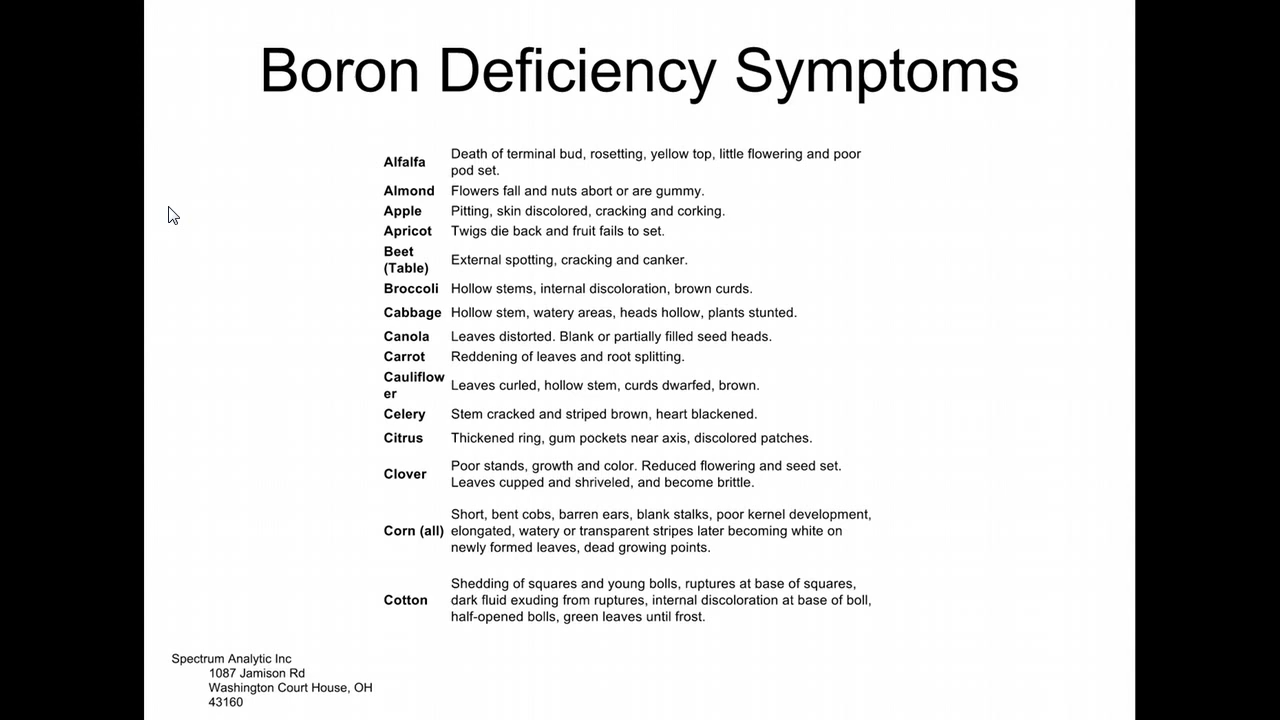 Boron Deficiency Symptoms
Alfalfa Death of terminal bud, rosetting, yellow top, little flowering and poor
pod set.
Almond Flowers fall and nuts abort or are gummy.
Apple Pitting, skin discolored, cracking and corking.
Apricot Twigs die back and fruit fails to set.
Beet
(Table) External spotting, cracking and canker.
Broccoli Hollow stems, internal discoloration, brown curds.
Cabbage Hollow stem, watery areas, heads hollow, plants stunted.
Canola Leaves distorted. Blank or partially filled seed heads.
Carrot Reddening of leaves and root splitting.
Cauliflow
er Leaves curled, hollow stem, curds dwarfed, brown.
Celery Stem cracked and striped brown, heart blackened.
Citrus Thickened ring, gum pockets near axis, discolored patches.
Clover Poor stands, growth and color. Reduced flowering and seed set.
Leaves cupped and shriveled, and become brittle.
Corn (all) Short, bent cobs, barren ears, blank stalks, poor kernel development,
elongated, watery or transparent stripes later becoming white on
newly formed leaves, dead growing points.
Cotton Shedding of squares and young bolls, ruptures at base of squares,
dark fluid exuding from ruptures, internal discoloration at base of boll,
half-opened bolls, green leaves until frost.
Spectrum Analytic Inc
1087 Jamison Rd
Washington Court House, OH
43160